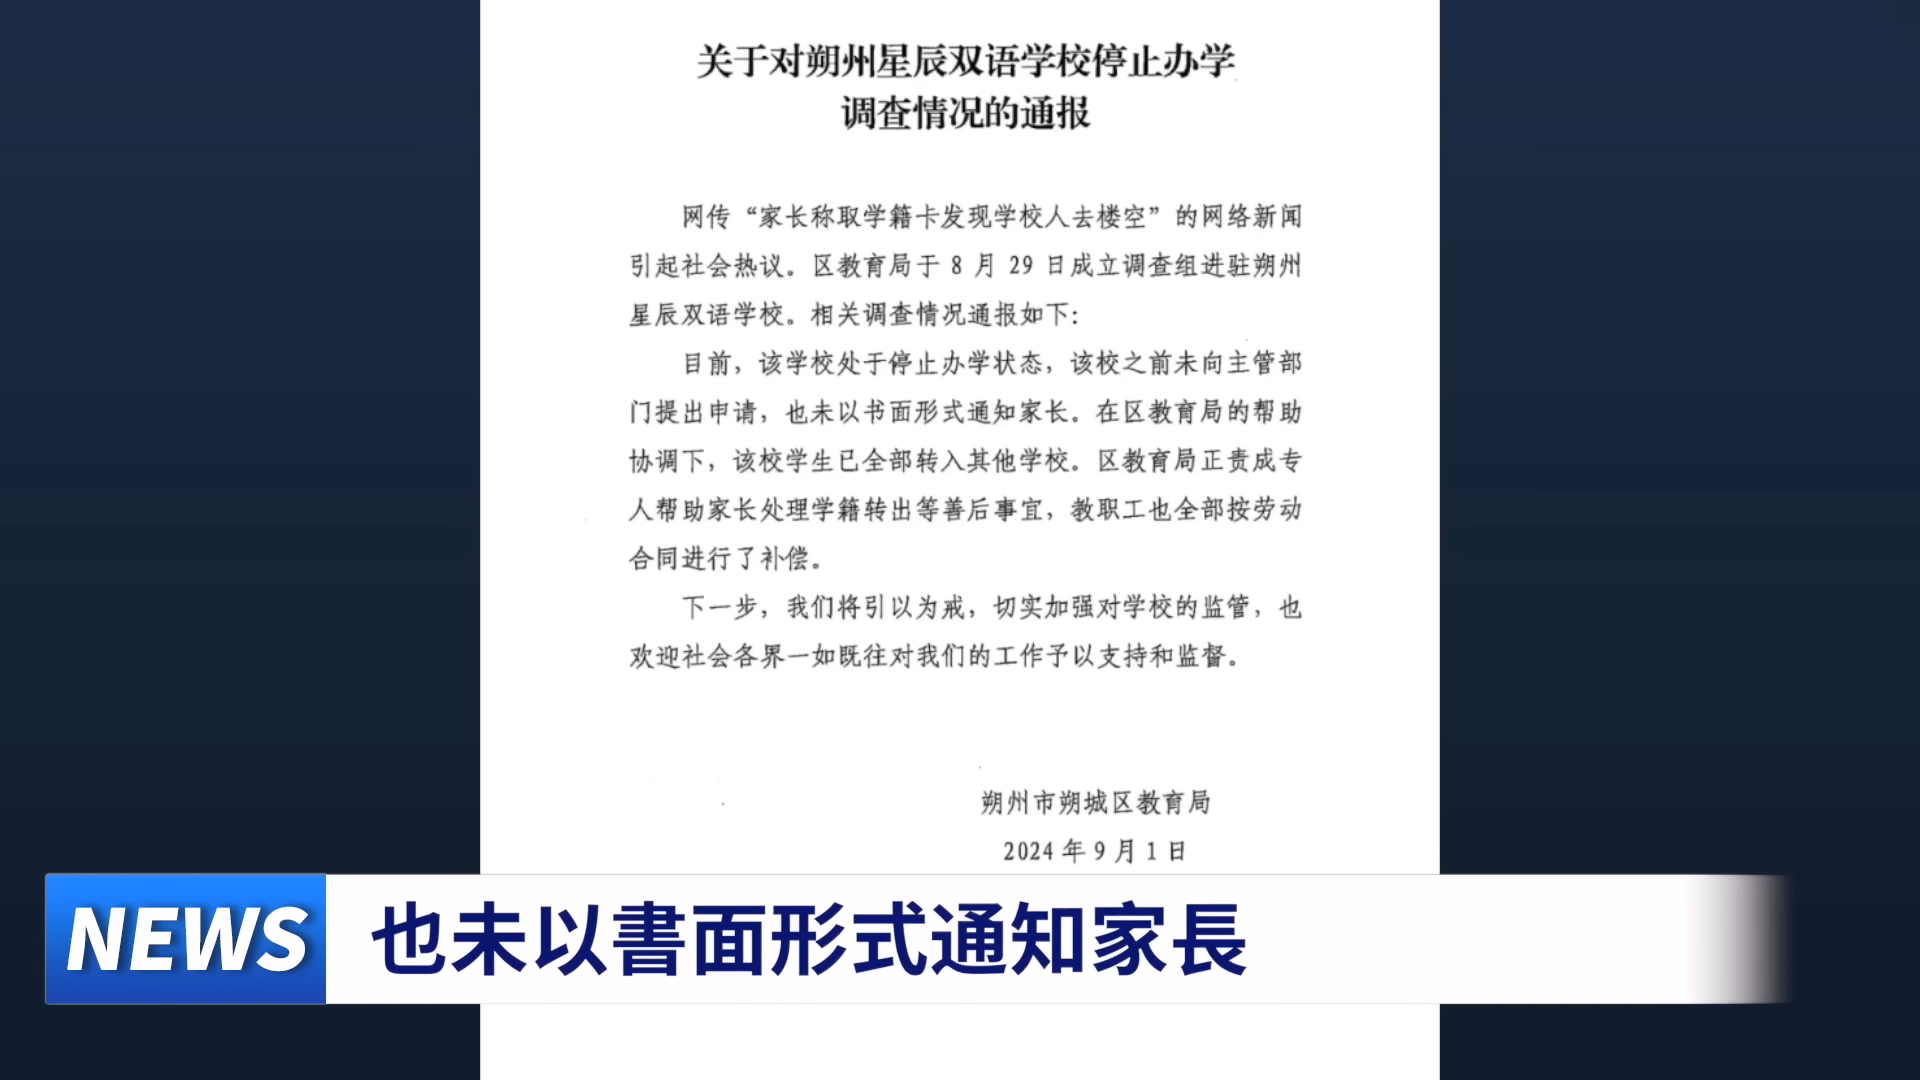 关于对朔州星辰双语学校停止办学
调查情况的通报
网传“家长称取学籍卡发现学校人去楼空”的网络新闻
引起社会热议。区教育局于 8 月 29 日成立调查组进驻朔州
星辰双语学校。相关调查情况通报如下:
目前，该学校处于停止办学状态，该校之前未向主管部
门提出申请，也未以书面形式通知家长。在区教育局的帮助
协调下，该校学生已全部转入其他学校。区教育局正责成专
人帮助家长处理学籍转出等善后事宜，教职工也全部按劳动
合同进行了补偿。
下一步，我们将引以为戒，切实加强对学校的监管，也
欢迎社会各界一如既往对我们的工作予以支持和监督。
朔州市朔城区教育局
2024 年 9 月 1 日
NEWS 也未以書面形式通知家長